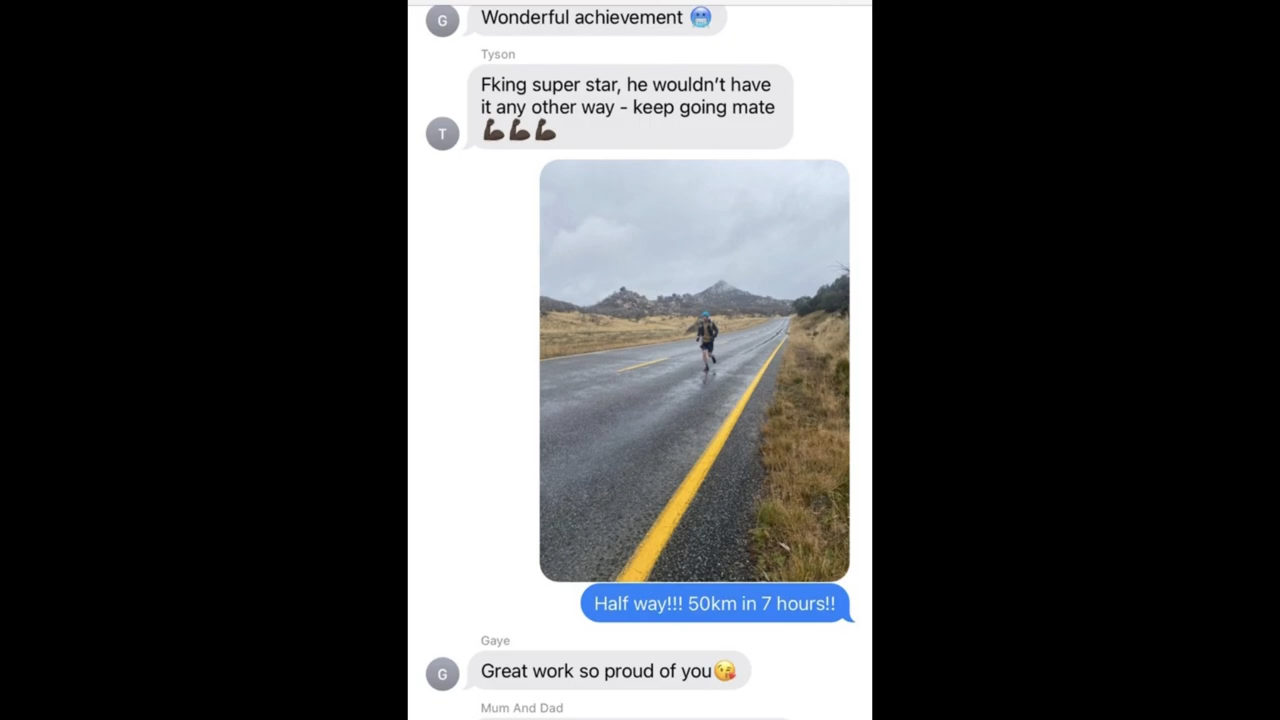 G
Wonderful achievement 🥶
Tyson
Fking super star, he wouldn’t have
it any other way - keep going mate
💪🏿💪🏿💪🏿
T
Half way!!! 50km in 7 hours!!
Gaye
G
Great work so proud of you😘
Mum And Dad